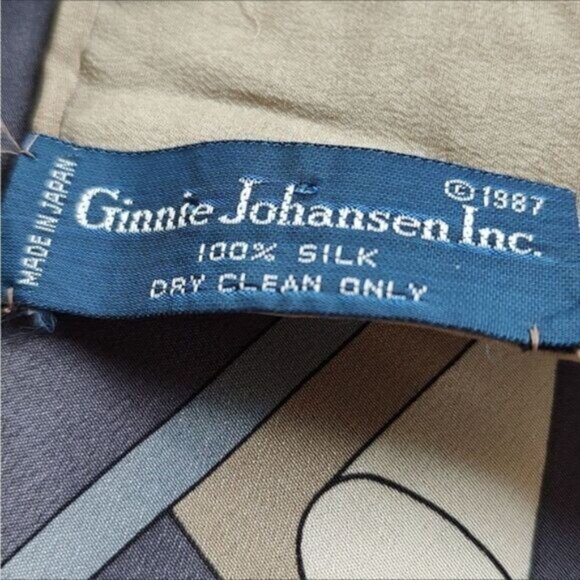 MADE IN JAPAN
© 1987
Ginnie Johansen Inc.
100% SILK
DRY CLEAN ONLY